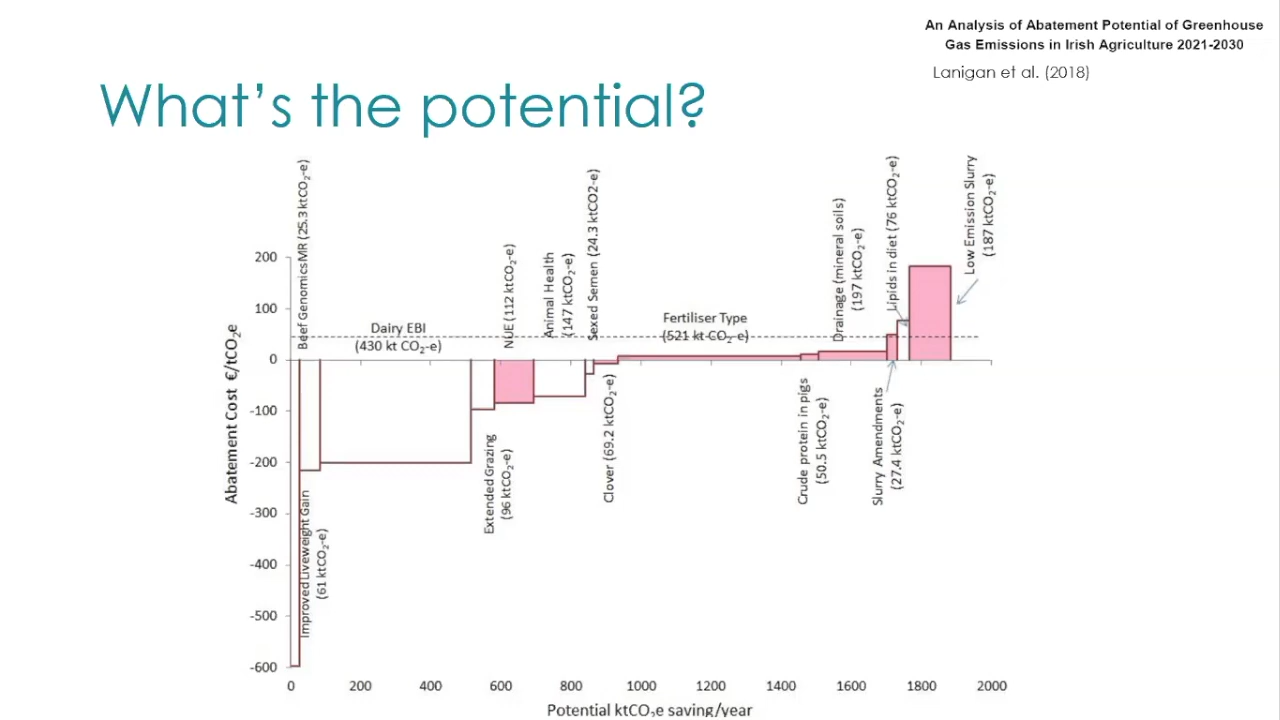 An Analysis of Abatement Potential of Greenhouse
Gas Emissions in Irish Agriculture 2021-2030
Lanigan et al. (2018)
What's the potential?
Beef Genomics MR (25.3 ktCO₂-e)
Dairy EBI
(430 kt CO₂-e)
NUE (112 ktCO₂-e)
Animal Health
(147 ktCO₂-e)
Sexed Semen (24.3 ktCO2-e)
Fertiliser Type
(521 kt CO₂-e)
Drainage (mineral soils)
(197 ktCO₂-e)
Lipids in diet (76 ktCO₂-e)
Low Emission Slurry
(187 ktCO₂-e)
Improved Liveweight Gain
(61 ktCO₂-e)
Extended Grazing
(96 ktCO₂-e)
Clover (69.2 ktCO₂-e)
Crude protein in pigs
(50.5 ktCO₂-e)
Slurry Amendments
(27.4 ktCO₂-e)
Abatement Cost €/tCO₂e
200
100
0
-100
-200
-300
-400
-500
-600
0 200 400 600 800 1000 1200 1400 1600 1800 2000
Potential ktCO₂e saving/year